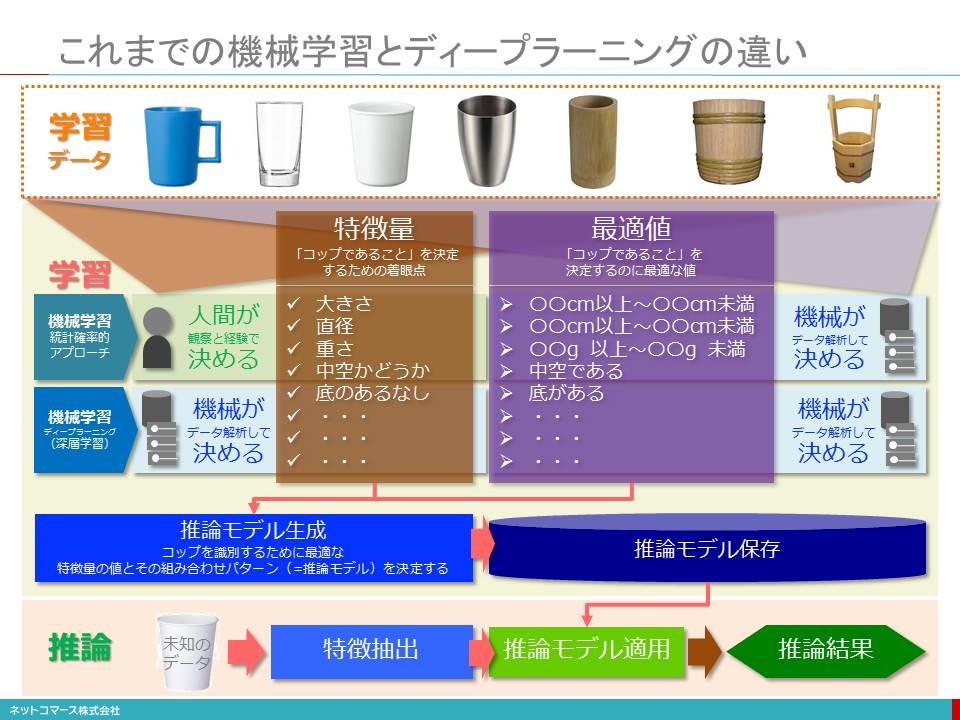 これまでの機械学習とディープラーニングの違い
学習
データ
学習
特徴量
「コップであること」を決定
するための着眼点
最適値
「コップであること」を
決定するのに最適な値
機械学習
統計確率的
アプローチ
人間が
観察と経験で
決める
✓ 大きさ
✓ 直径
✓ 重さ
✓ 中空かどうか
✓ 底のあるなし
✓ ・・・
✓ ・・・
✓ ・・・
➢ 〇〇cm以上～〇〇cm未満
➢ 〇〇cm以上～〇〇cm未満
➢ 〇〇g 以上～〇〇g 未満
➢ 中空である
➢ 底がある
➢ ・・・
➢ ・・・
➢ ・・・
機械が
データ解析して
決める
機械学習
ディープラーニング
（深層学習）
機械が
データ解析して
決める
機械が
データ解析して
決める
推論モデル生成
コップを識別するために最適な
特徴量の値とその組み合わせパターン（=推論モデル）を決定する
推論モデル保存
推論
未知の
データ
特徴抽出
推論モデル適用
推論結果
ネットコマース株式会社